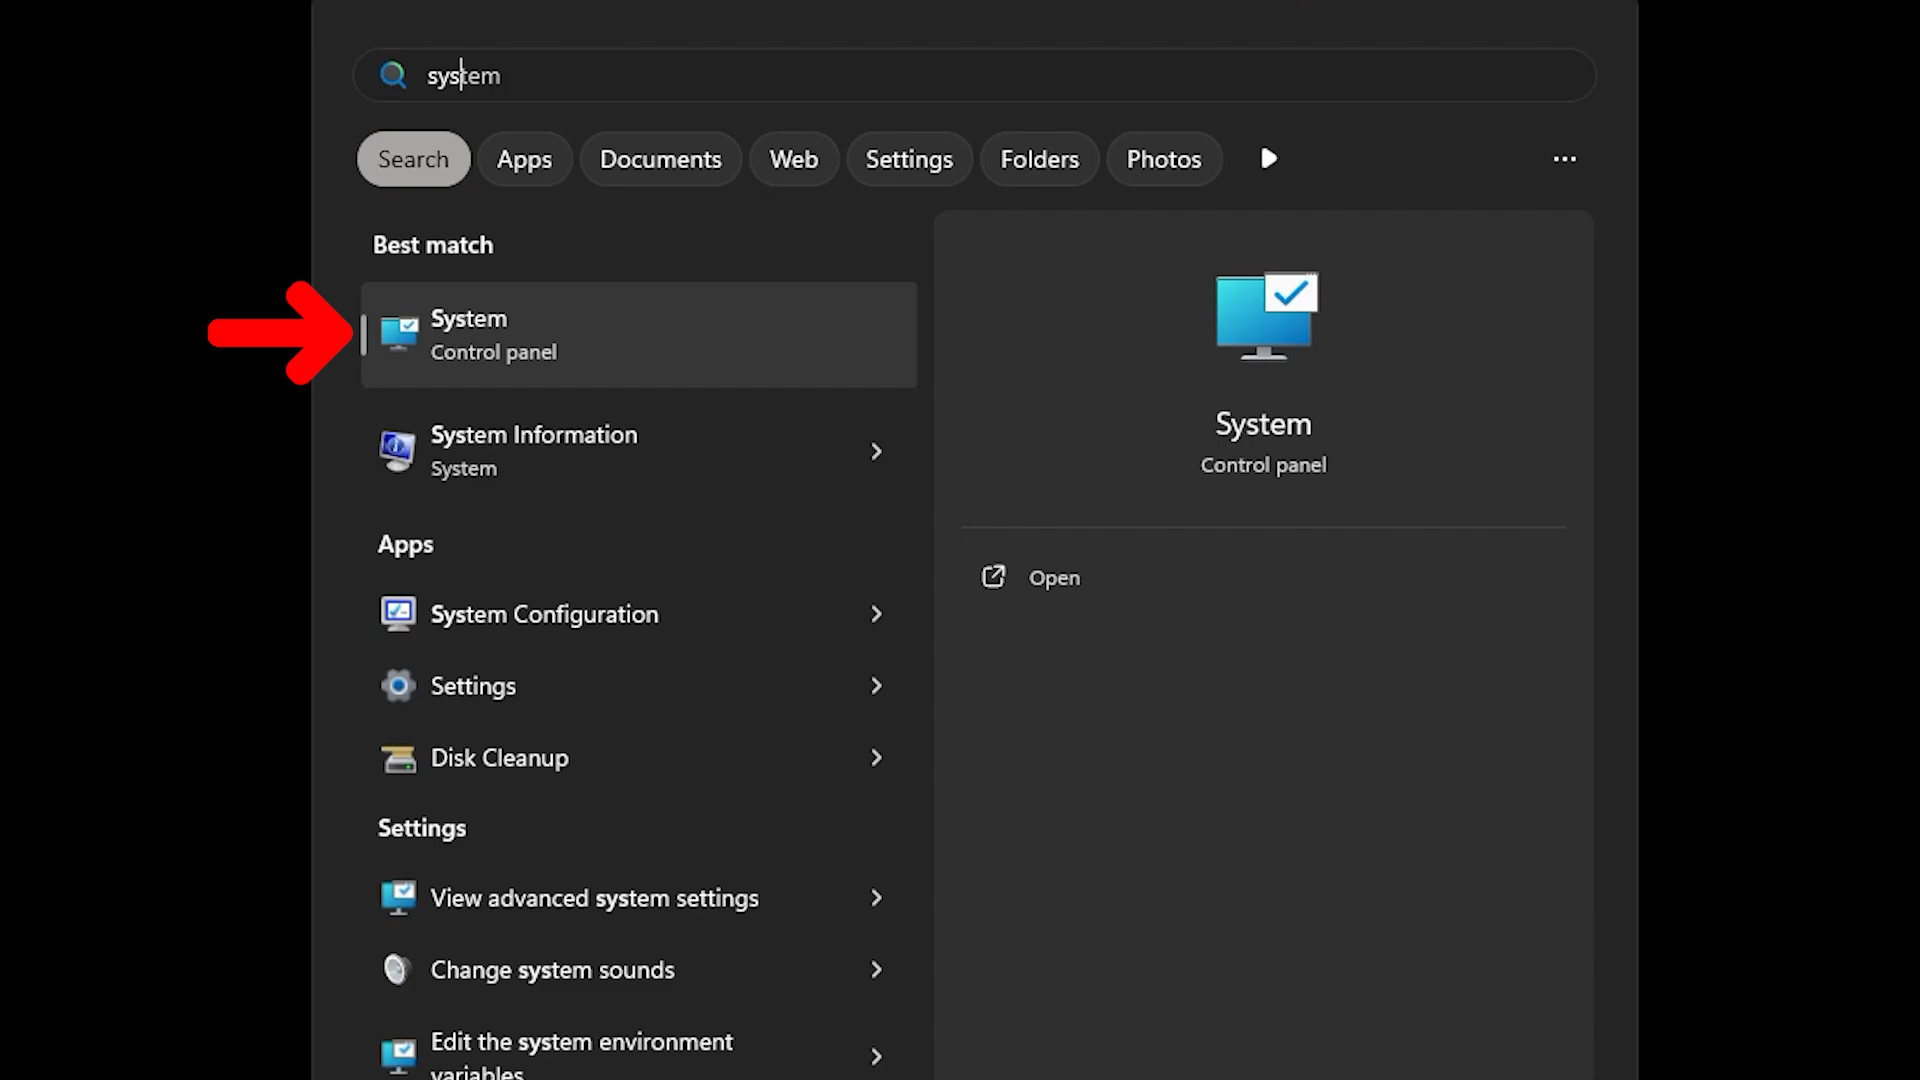 system
Search
Apps
Documents
Web
Settings
Folders
Photos
Best match
System
Control panel
System Information
System
Apps
System Configuration
Settings
Disk Cleanup
Settings
View advanced system settings
Change system sounds
Edit the system environment
variables
System
Control panel
Open